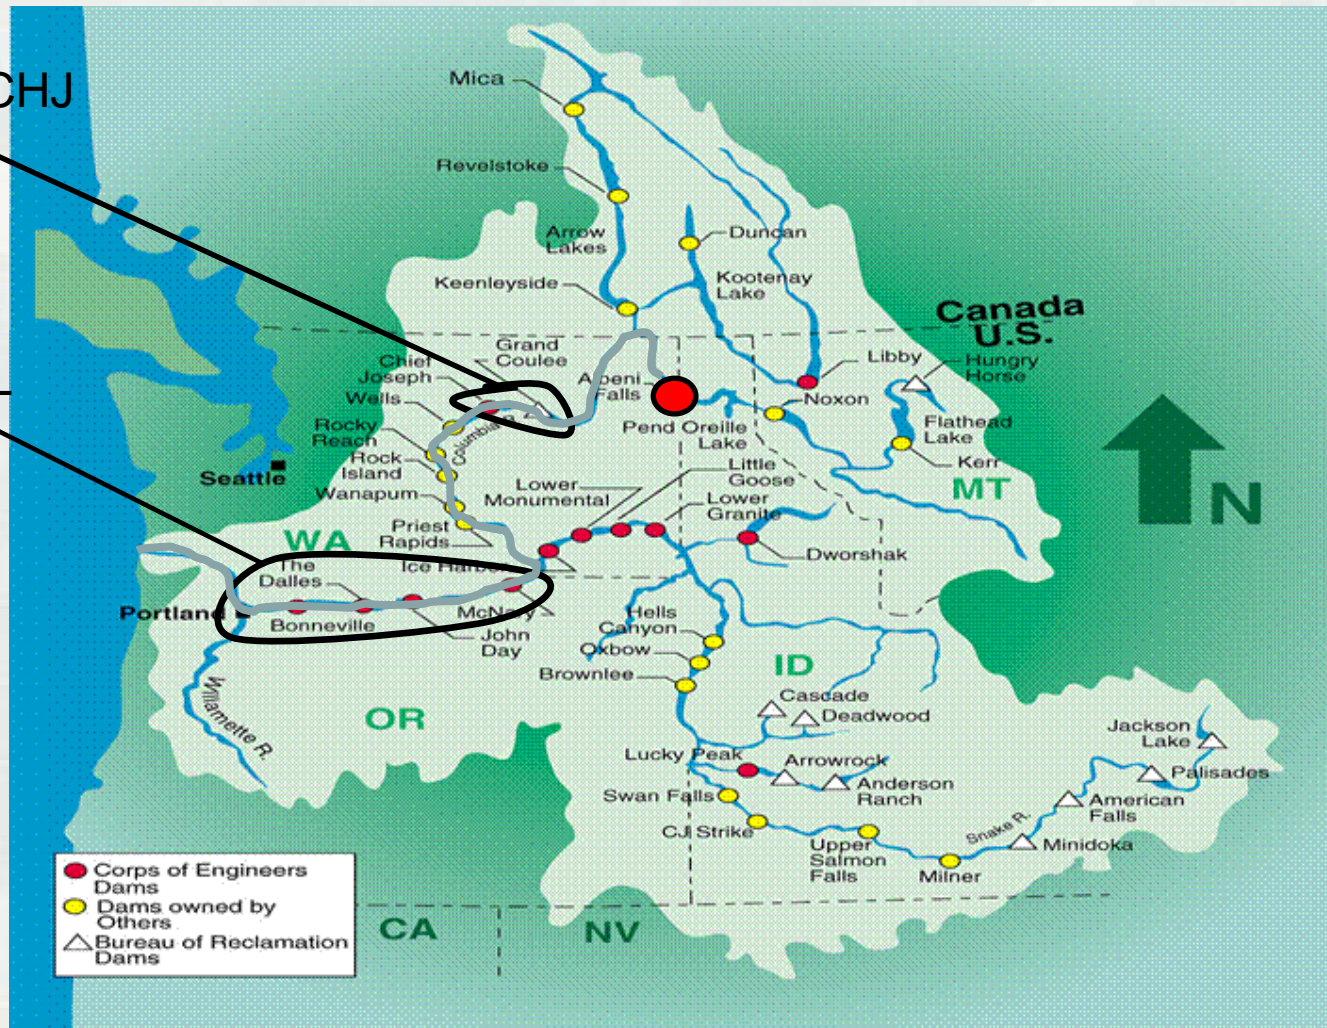 CHJ
Mica
Revelstoke
Arrow
Lakes
Duncan
Keenleyside
Kootenay
Lake
Canada
U.S.
Grand
Coulee
Chief
Joseph
Libby
Hungry
Horse
Albeni
Falls
Wells
Noxon
Pend Oreille
Lake
Flathead
Lake
Rocky
Reach
Columbia R.
Rock
Island
Kerr
Seattle
Little
Goose
Lower
Monumental
MT
N
Wanapum
Lower
Granite
Priest
Rapids
WA
Dworshak
Ice Harbor
The
Dalles
Portland
Bonneville
McNary
John
Day
Hells
Canyon
Oxbow
Brownlee
ID
Willamette R.
OR
Cascade
Deadwood
Jackson
Lake
Lucky Peak
Arrowrock
Palisades
Anderson
Ranch
Swan Falls
American
Falls
CJ Strike
Snake R.
Upper
Salmon
Falls
Minidoka
Milner
Corps of Engineers
Dams
Dams owned by
Others
Bureau of Reclamation
Dams
CA
NV